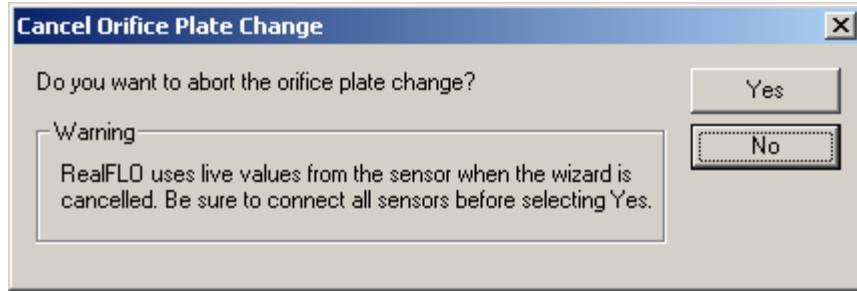 Cancel Orifice Plate Change
Do you want to abort the orifice plate change?
Yes
Warning
No
RealFLO uses live values from the sensor when the wizard is
cancelled. Be sure to connect all sensors before selecting Yes.